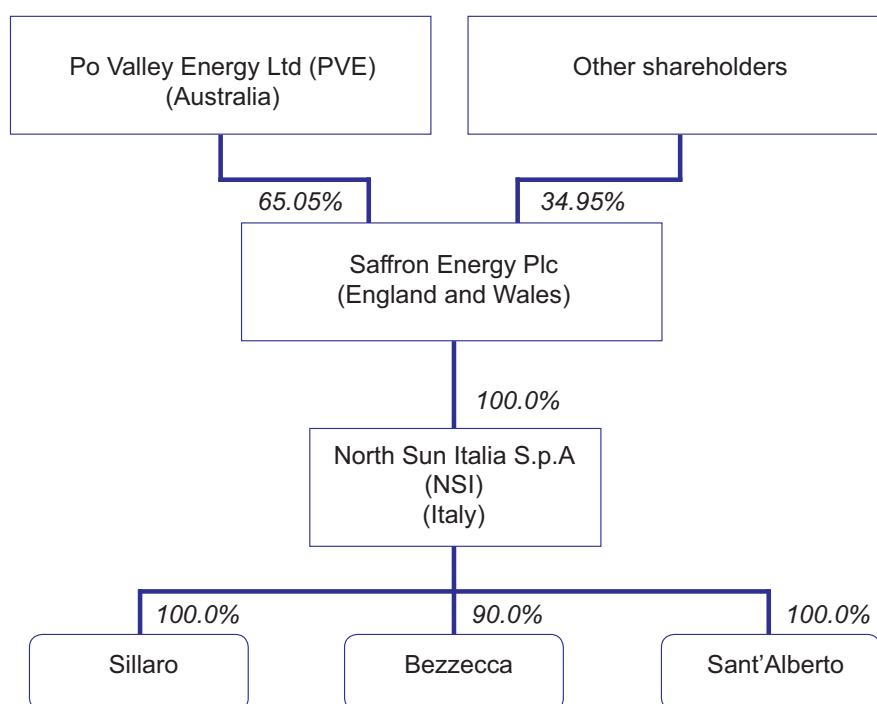 Po Valley Energy Ltd (PVE)
(Australia)
Other shareholders
65.05%
34.95%
Saffron Energy Plc
(England and Wales)
100.0%
North Sun Italia S.p.A
(NSI)
(Italy)
100.0%
90.0%
100.0%
Sillaro
Bezzecca
Sant’Alberto